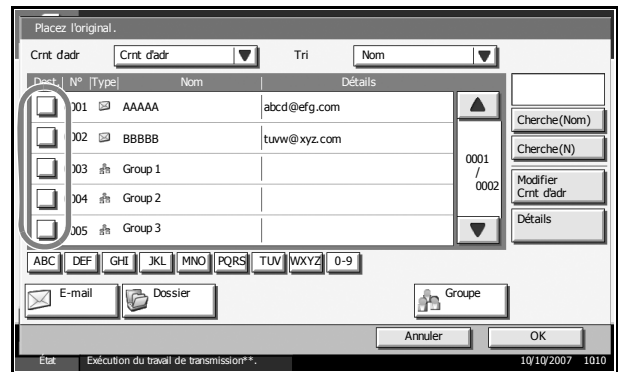 Placez l'original.
Crnt d'adr Crnt d'adr Tri Nom
Dest. N° Type Nom Détails
001 AAAAA abcd@efg.com
002 BBBBB tuvw@xyz.com
003 Group 1
004 Group 2
005 Group 3
0001
/
0002
Cherche(Nom)
Cherche(N)
Modifier
Crnt d'adr
Détails
ABC DEF GHI JKL MNO PQRS TUV WXYZ 0-9
E-mail Dossier Groupe
Annuler OK
État Exécution du travail de transmission**. 10/10/2007 1010